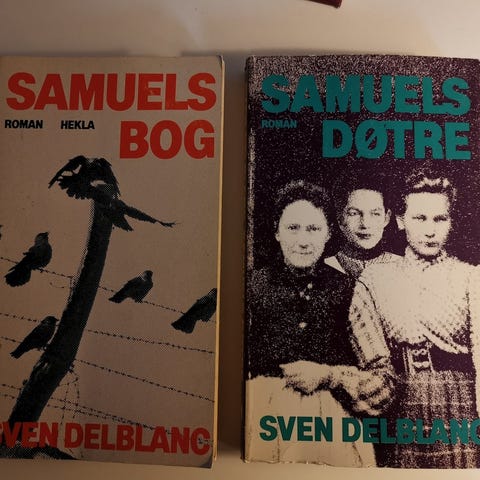 SAMUELS
ROMAN HEKLA
BOG
SVEN DELBLANC
SAMUELS
ROMAN
DØTRE
SVEN DELBLANC